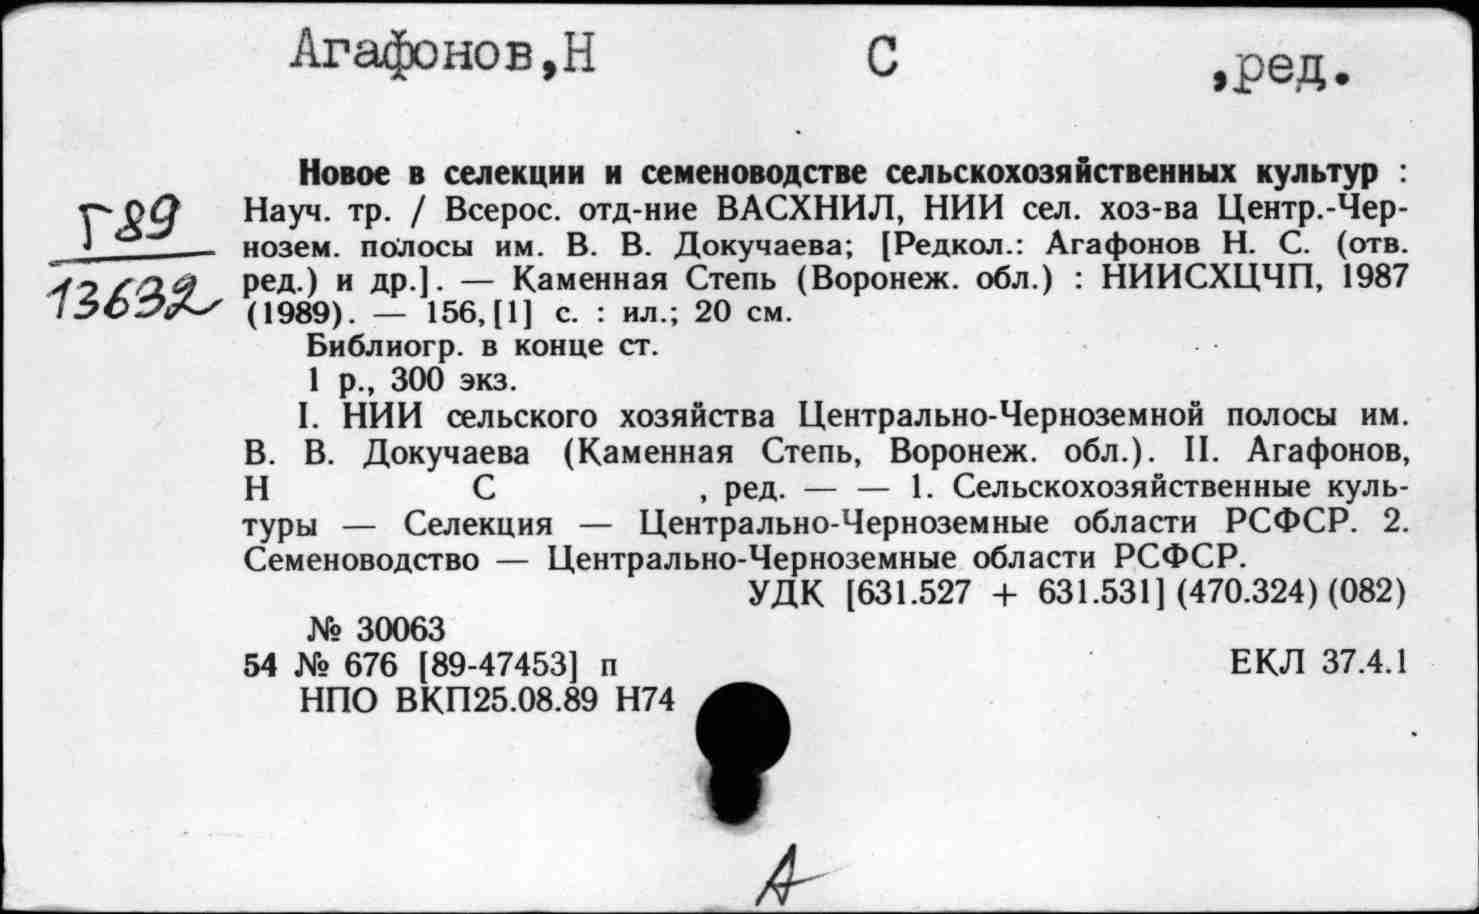 Агафонов,Н С ,ред.
Новое в селекции и семеноводстве сельскохозяйственных культур :
Г89
Науч. тр. / Всерос. отд-ние ВАСХНИЛ, НИИ сел. хоз-ва Центр.-Чер-
нозем. полосы им. В. В. Докучаева; [Редкол.: Агафонов Н. С. (отв.
13632
ред.) и др.]. — Каменная Степь (Воронеж. обл.) : НИИСХЦЧП, 1987
(1989). — 156,[1] с. : ил.; 20 см.
Библиогр. в конце ст.
1 р., 300 экз.
I. НИИ сельского хозяйства Центрально-Черноземной полосы им.
В. В. Докучаева (Каменная Степь, Воронеж. обл.). II. Агафонов,
Н С , ред. — — 1. Сельскохозяйственные куль-
туры — Селекция — Центрально-Черноземные области РСФСР. 2.
Семеноводство — Центрально-Черноземные области РСФСР.
УДК [631.527 + 631.531] (470.324) (082)
№ 30063
54 № 676 [89-47453] п ЕКЛ 37.4.1
НПО ВКП25.08.89 Н74
А